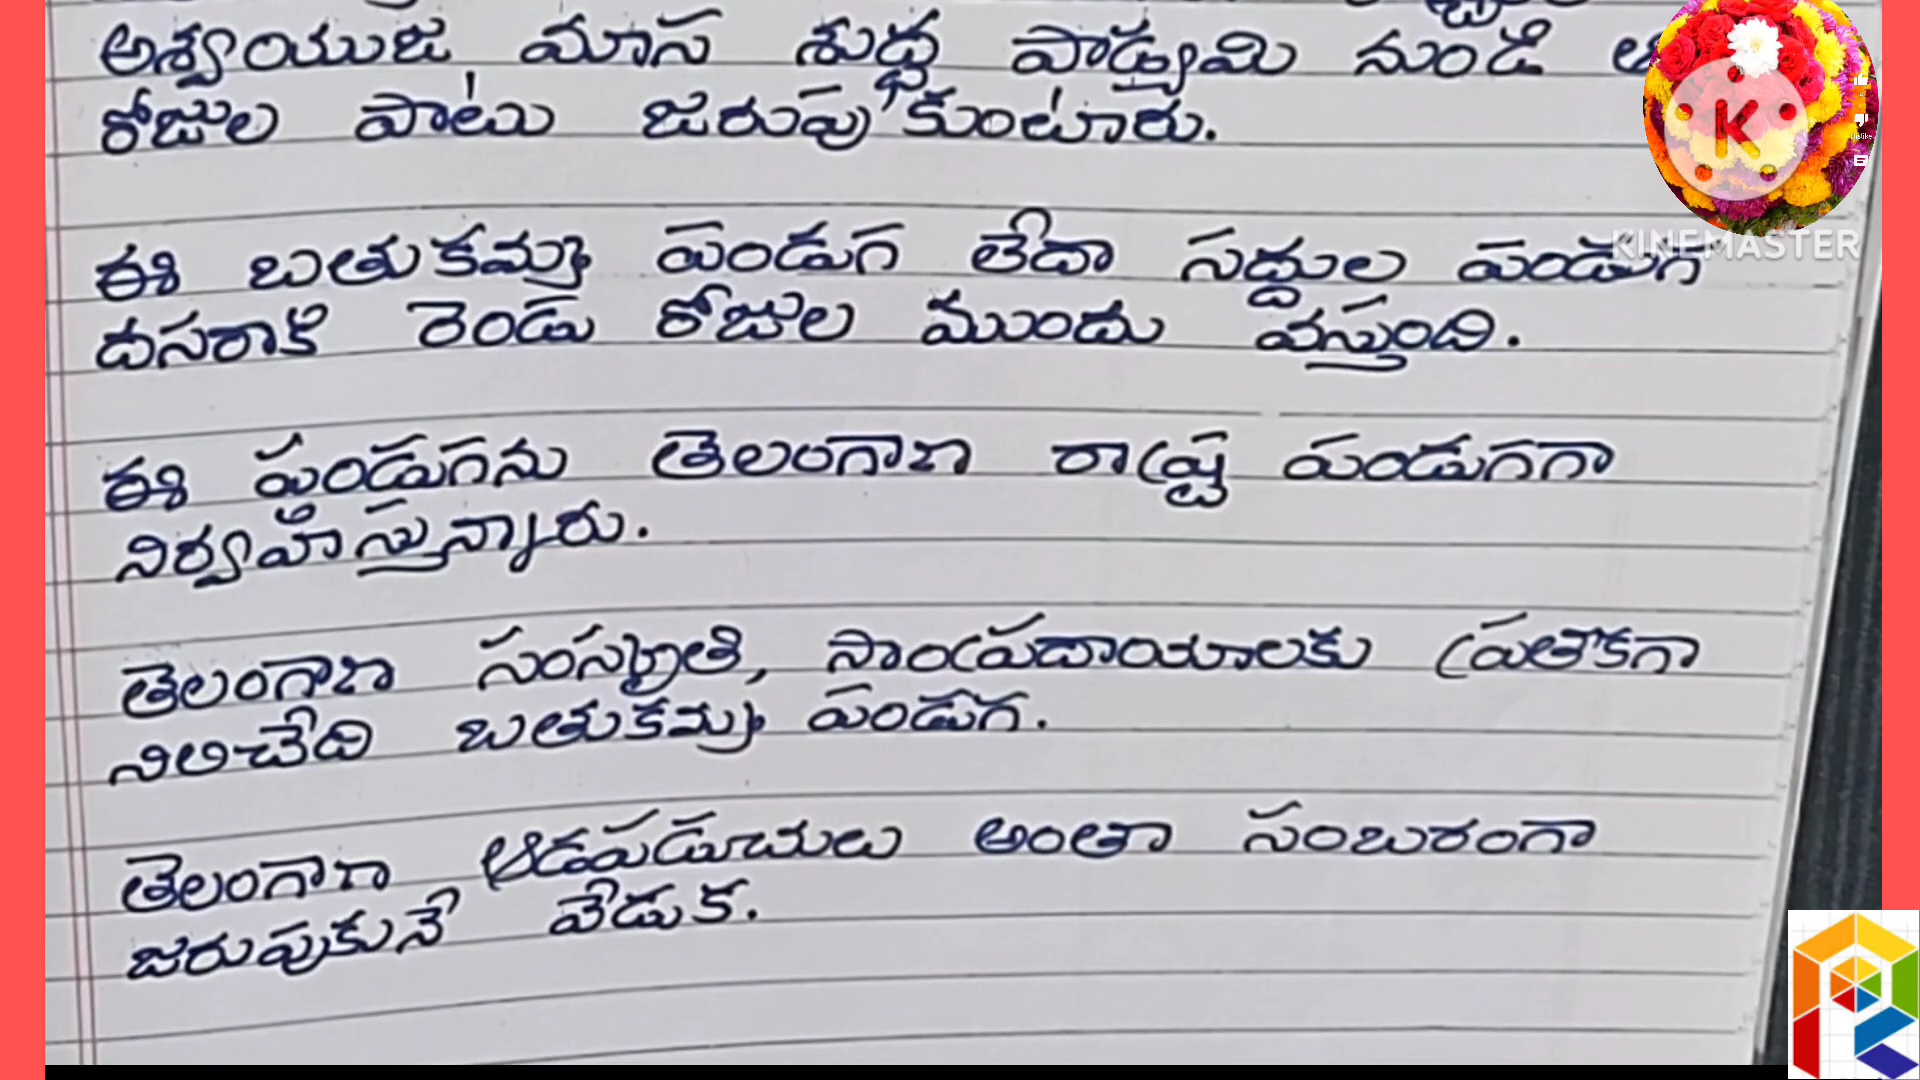 అశ్వయుజ మాస శుద్ధ పాడ్యమి నుండి
రోజుల పాటు జరుపుకుంటారు.
ఈ బతుకమ్మ పండుగ లేదా సద్దుల పండుగ
దసరాకి రెండు రోజుల ముందు వస్తుంది.
ఈ పండుగను తెలంగాణ రాష్ట్ర పండుగగా
నిర్వహిస్తున్నారు.
తెలంగాణ సంస్కృతి, సాంప్రదాయాలకు ప్రతీకగా
నిలిచేది బతుకమ్మ పండుగ.
తెలంగాణ ఆడపడుచులు అంతా సంబరంగా
జరుపుకునే వేడుక.
K
KINEMASTER